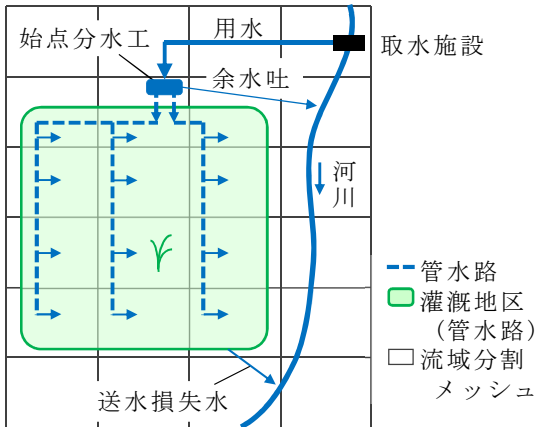 用水
始点分水工
取水施設
余水吐
河
川
管水路
灌漑地区
（管水路）
流域分割
メッシュ
送水損失水